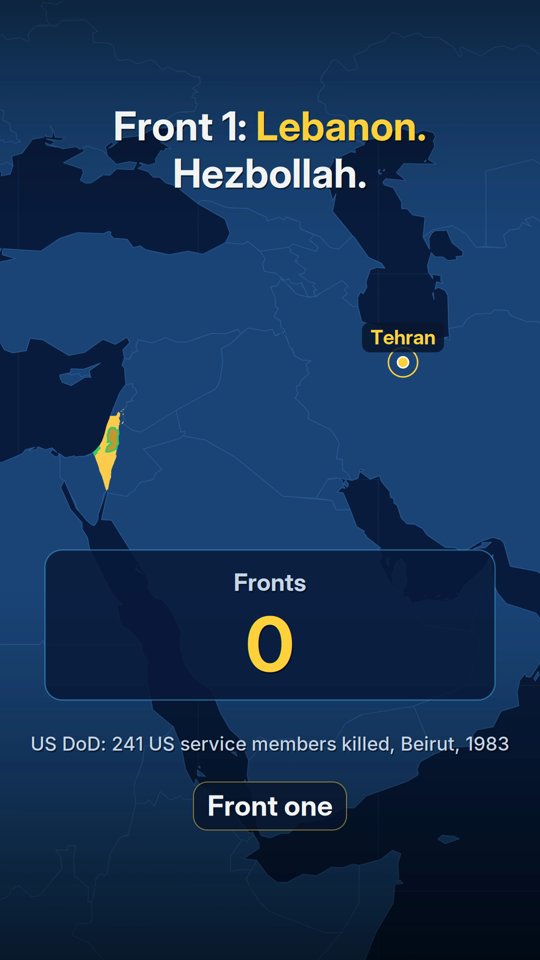 Front 1: Lebanon.
Hezbollah.
Tehran
Fronts
0
US DoD: 241 US service members killed, Beirut, 1983
Front one